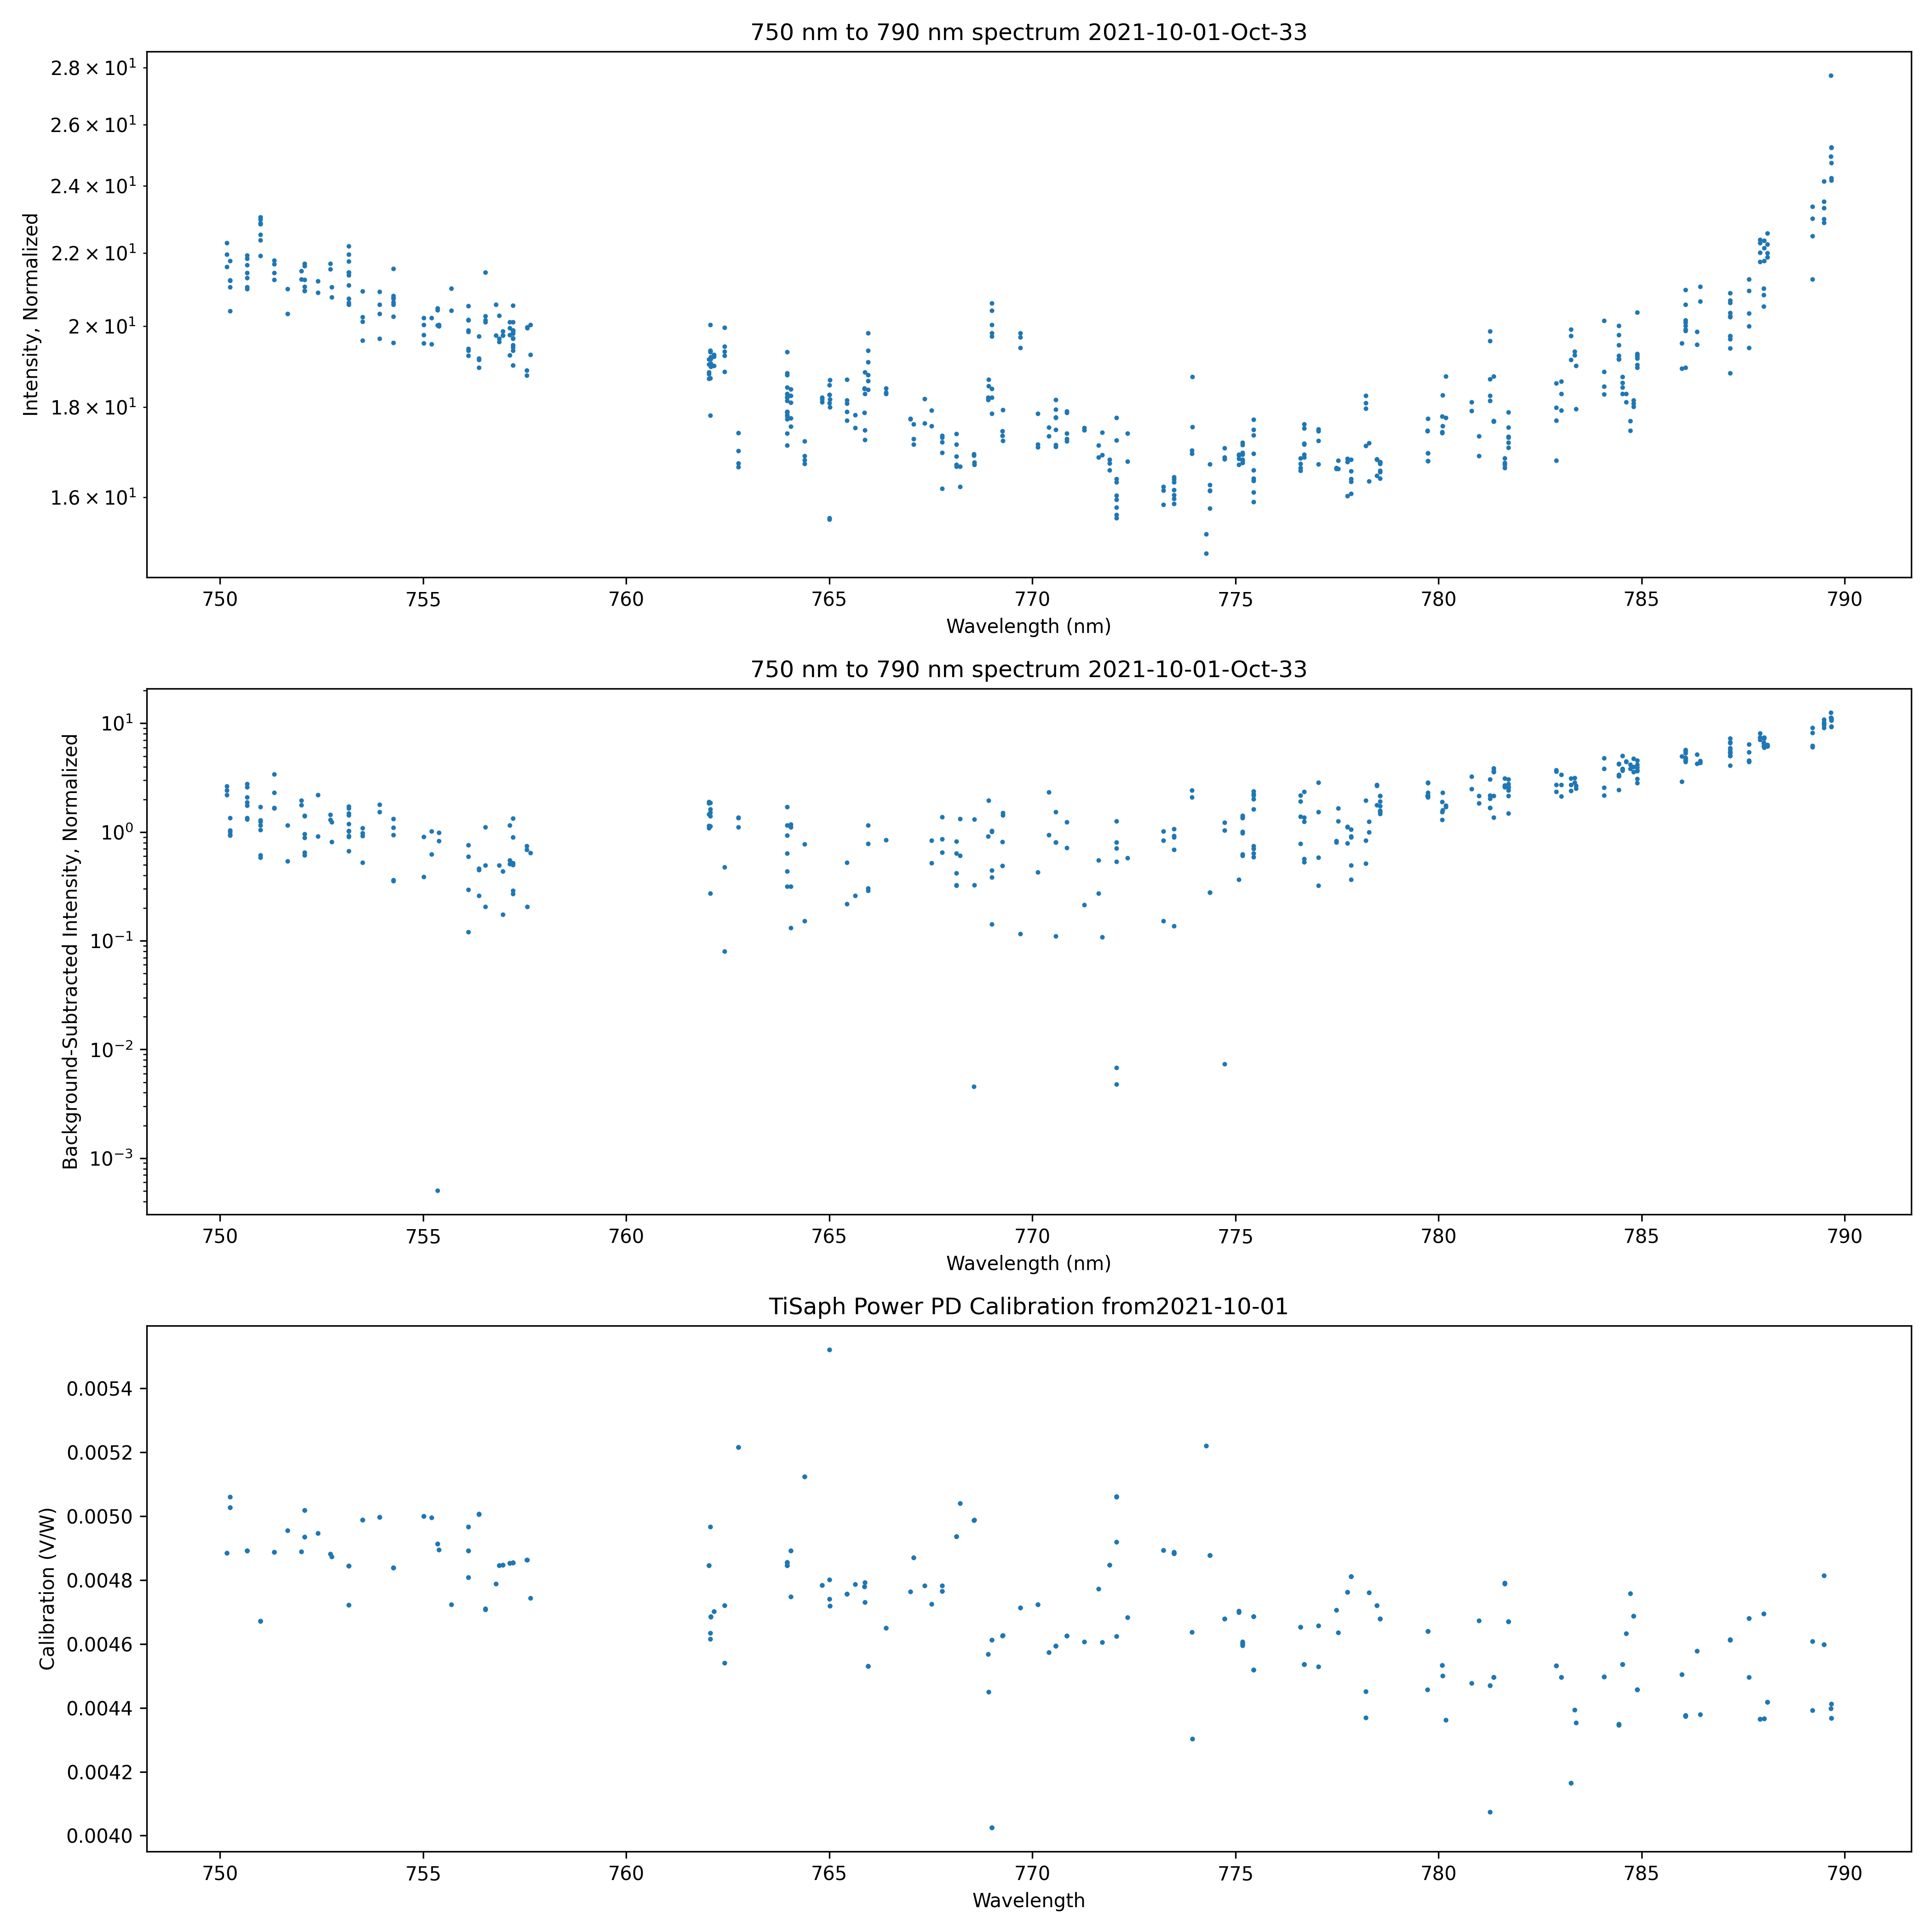 750 nm to 790 nm spectrum 2021-10-01-Oct-33
Intensity, Normalized
2.8 × 10¹
2.6 × 10¹
2.4 × 10¹
2.2 × 10¹
2 × 10¹
1.8 × 10¹
1.6 × 10¹
750 755 760 765 770 775 780 785 790
Wavelength (nm)
750 nm to 790 nm spectrum 2021-10-01-Oct-33
Background-Subtracted Intensity, Normalized
10¹
10⁰
10⁻¹
10⁻²
10⁻³
750 755 760 765 770 775 780 785 790
Wavelength (nm)
TiSaph Power PD Calibration from2021-10-01
Calibration (V/W)
0.0054
0.0052
0.0050
0.0048
0.0046
0.0044
0.0042
0.0040
750 755 760 765 770 775 780 785 790
Wavelength